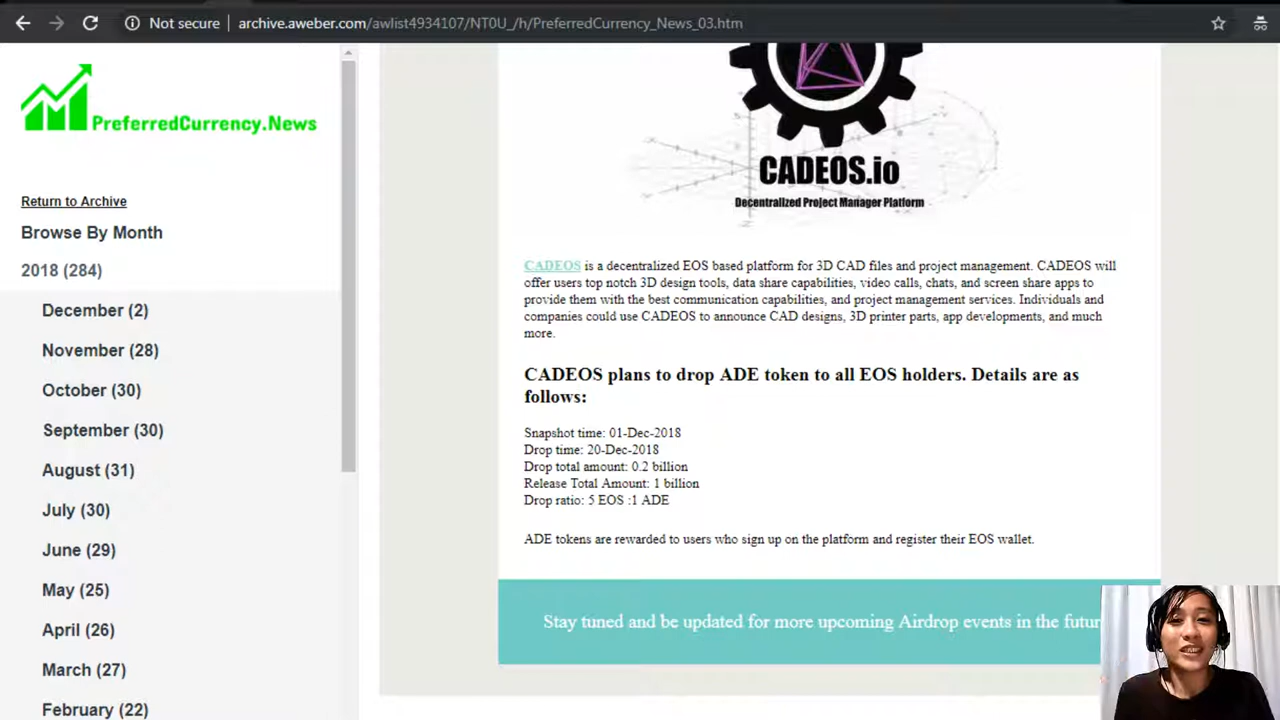 Not secure archive.aweber.com/awlist4934107/NT0U_/h/PreferredCurrency_News_03.htm
PreferredCurrency.News
Return to Archive
Browse By Month
2018 (284)
December (2)
November (28)
October (30)
September (30)
August (31)
July (30)
June (29)
May (25)
April (26)
March (27)
February (22)
CADEOS.io
Decentralized Project Manager Platform
CADEOS is a decentralized EOS based platform for 3D CAD files and project management. CADEOS will
offer users top notch 3D design tools, data share capabilities, video calls, chats, and screen share apps to
provide them with the best communication capabilities, and project management services. Individuals and
companies could use CADEOS to announce CAD designs, 3D printer parts, app developments, and much
more.
CADEOS plans to drop ADE token to all EOS holders. Details are as
follows:
Snapshot time: 01-Dec-2018
Drop time: 20-Dec-2018
Drop total amount: 0.2 billion
Release Total Amount: 1 billion
Drop ratio: 5 EOS :1 ADE
ADE tokens are rewarded to users who sign up on the platform and register their EOS wallet.
Stay tuned and be updated for more upcoming Airdrop events in the futur